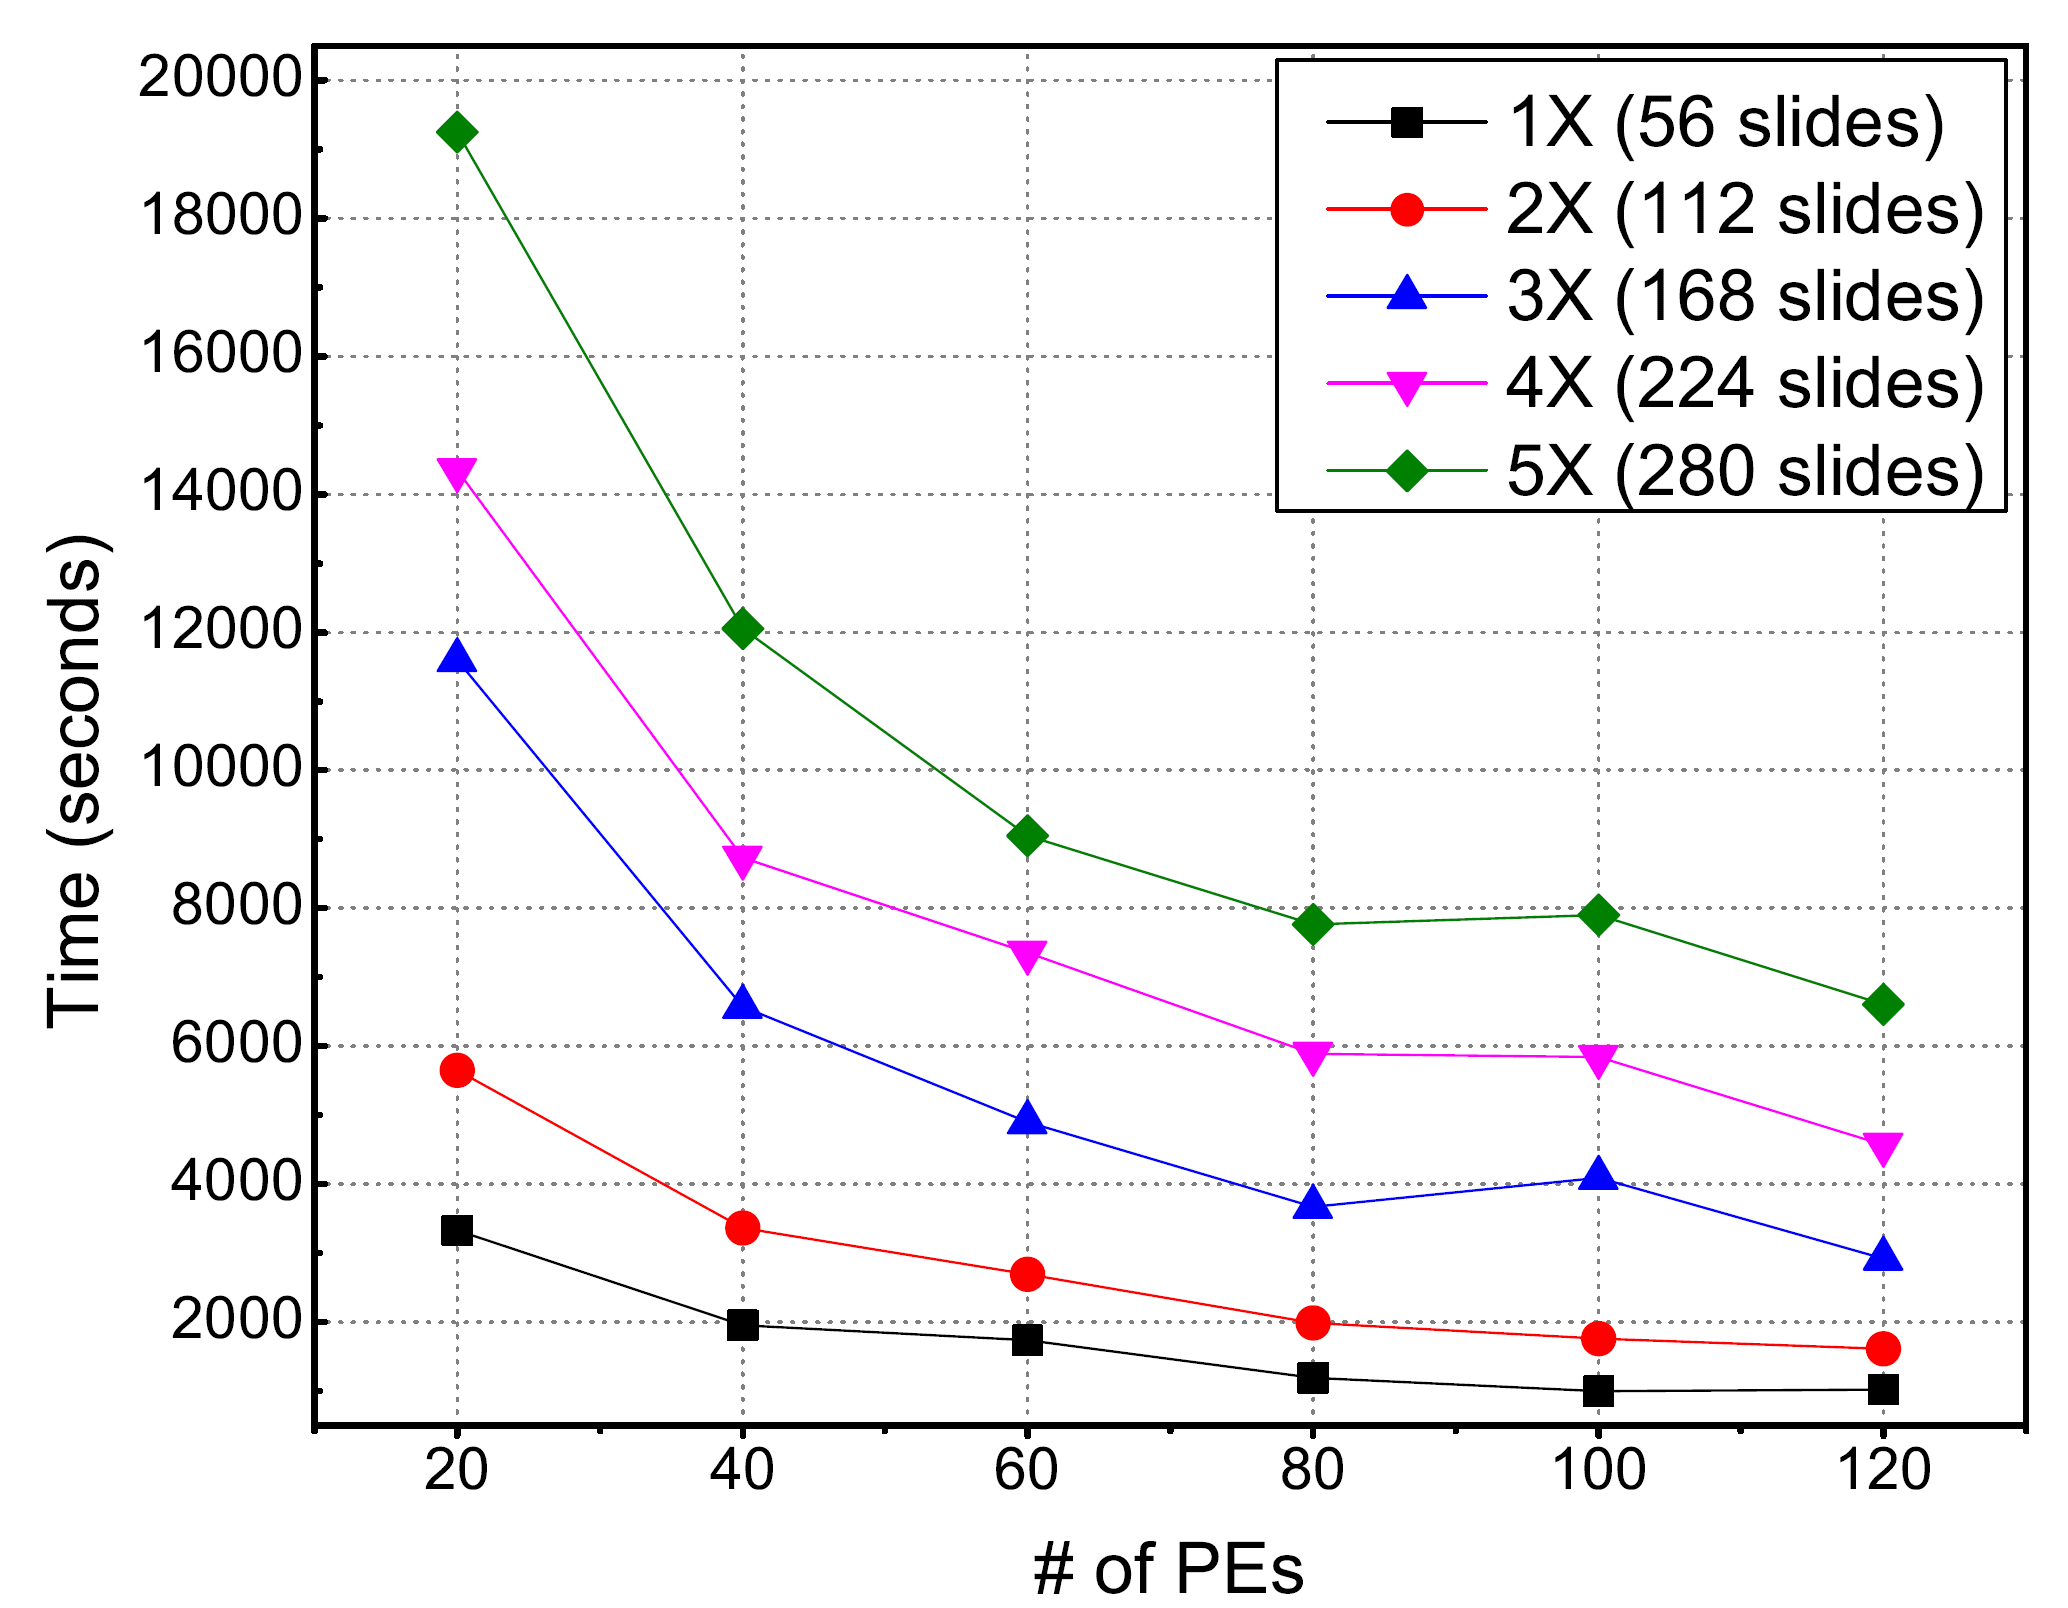 20000
18000
16000
14000
12000
10000
8000
6000
4000
2000
Time (seconds)
1X (56 slides)
2X (112 slides)
3X (168 slides)
4X (224 slides)
5X (280 slides)
20 40 60 80 100 120
# of PEs